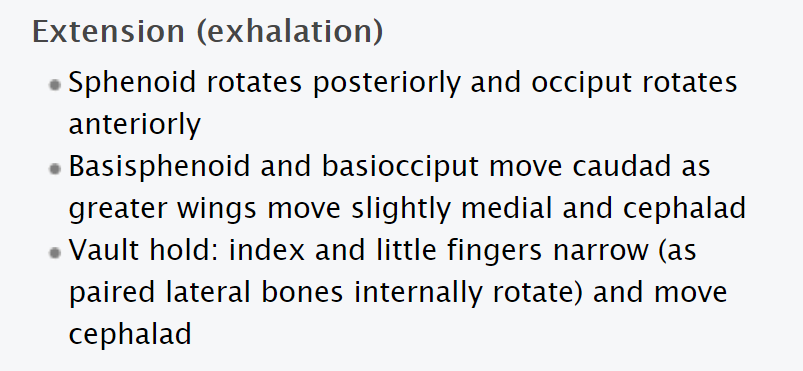 Extension (exhalation)
Sphenoid rotates posteriorly and occiput rotates
anteriorly
Basisphenoid and basiocciput move caudad as
greater wings move slightly medial and cephalad
Vault hold: index and little fingers narrow (as
paired lateral bones internally rotate) and move
cephalad